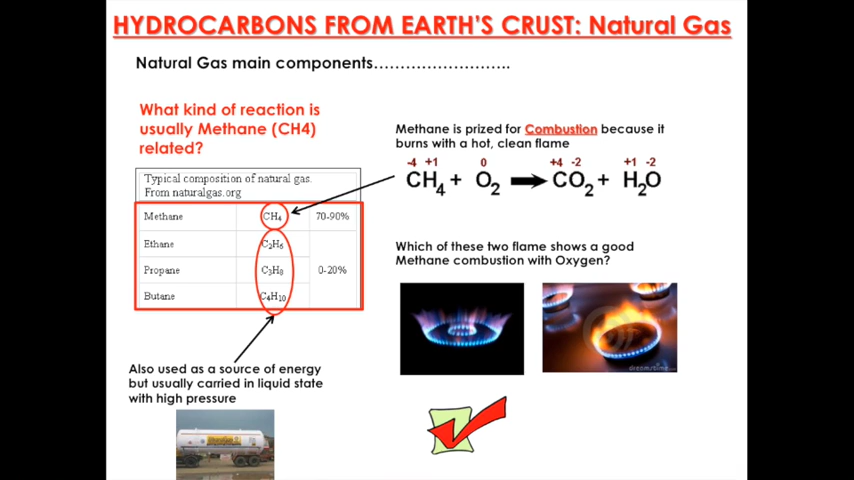 HYDROCARBONS FROM EARTH'S CRUST: Natural Gas
Natural Gas main components……………………..
What kind of reaction is
usually Methane (CH4)
related?
Typical composition of natural gas.
From naturalgas.org
Methane CH4 70-90%
Ethane C2H6
Propane C3H8 0-20%
Butane C4H10
Also used as a source of energy
but usually carried in liquid state
with high pressure
Methane is prized for Combustion because it
burns with a hot, clean flame
-4 +1 0 +4 -2 +1 -2
CH4 + O2 → CO2 + H2O
Which of these two flame shows a good
Methane combustion with Oxygen?
dreamstime